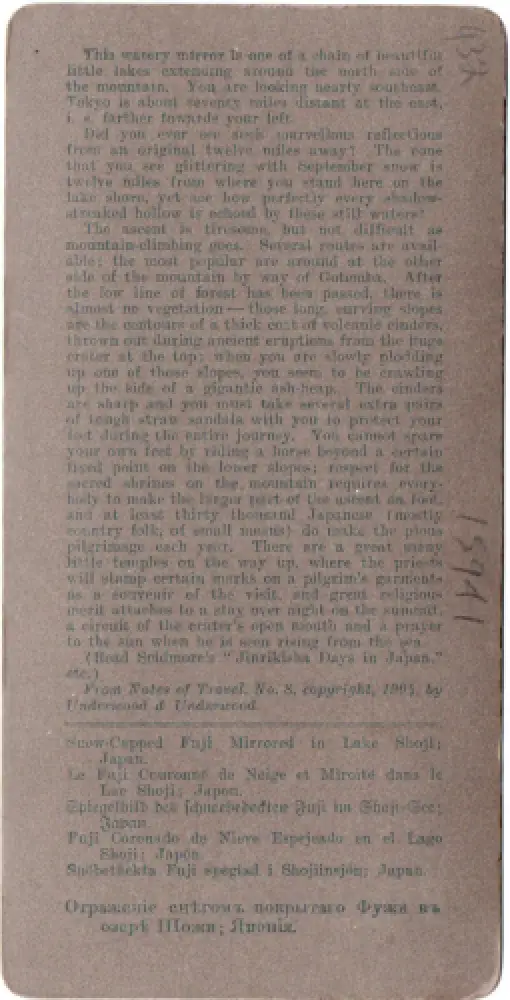 This watery mirror is one of a chain of beautiful
little lakes extending around the north side of
the mountain. You are looking nearly southeast.
Tokyo is about seventy miles distant at the east,
i. e. farther towards your left.
Did you ever see such marvellous reflections
from an original twelve miles away? The cone
that you see glittering with September snow is
twelve miles from where you stand here on the
lake shore, yet see how perfectly every shadow-
streaked hollow is echoed by these still waters!
The ascent is tiresome, but not difficult as
mountain-climbing goes. Several routes are avail-
able; the most popular are around at the other
side of the mountain by way of Gotemba. After
the low line of forest has been passed, there is
almost no vegetation — those long, curving slopes
are the contours of a thick coat of volcanic cinders,
thrown out during ancient eruptions from the huge
crater at the top; when you are slowly plodding
up one of those slopes, you seem to be crawling
up the side of a gigantic ash-heap. The cinders
are sharp and you must take several extra pairs
of tough straw sandals with you to protect your
feet during the entire journey. You cannot spare
your own feet by riding a horse beyond a certain
fixed point on the lower slopes; respect for the
sacred shrines on the mountain requires every-
body to make the larger part of the ascent on foot,
and at least thirty thousand Japanese (mostly
country folk, of small means) do make the pious
pilgrimage each year. There are a great many
little temples on the way up, where the priests
will stamp certain marks on a pilgrim's garments
as a souvenir of the visit, and great religious
merit attaches to a stay over night on the summit,
a circuit of the crater's open mouth and a prayer
to the sun when he is seen rising from the sea.
(Read Scidmore's "Jinrikisha Days in Japan,"
etc.)
From Notes of Travel, No. 8, copyright, 1905, by
Underwood & Underwood.
Snow-Capped Fuji Mirrored in Lake Shoji;
Japan.
Le Fuji Couronné de Neige et Miroité dans le
Lac Shoji; Japon.
Spiegelbild des schneebedeckten Fuji im Shoji-See;
Japan.
Fuji Coronado de Nieve Espejeado en el Lago
Shoji; Japón.
Snöbetäckta Fuji speglad i Shojiinsjön; Japan.
Отраженіе снѣгомъ покрытаго Фужи въ
озерѣ Шожи; Японія.
15941